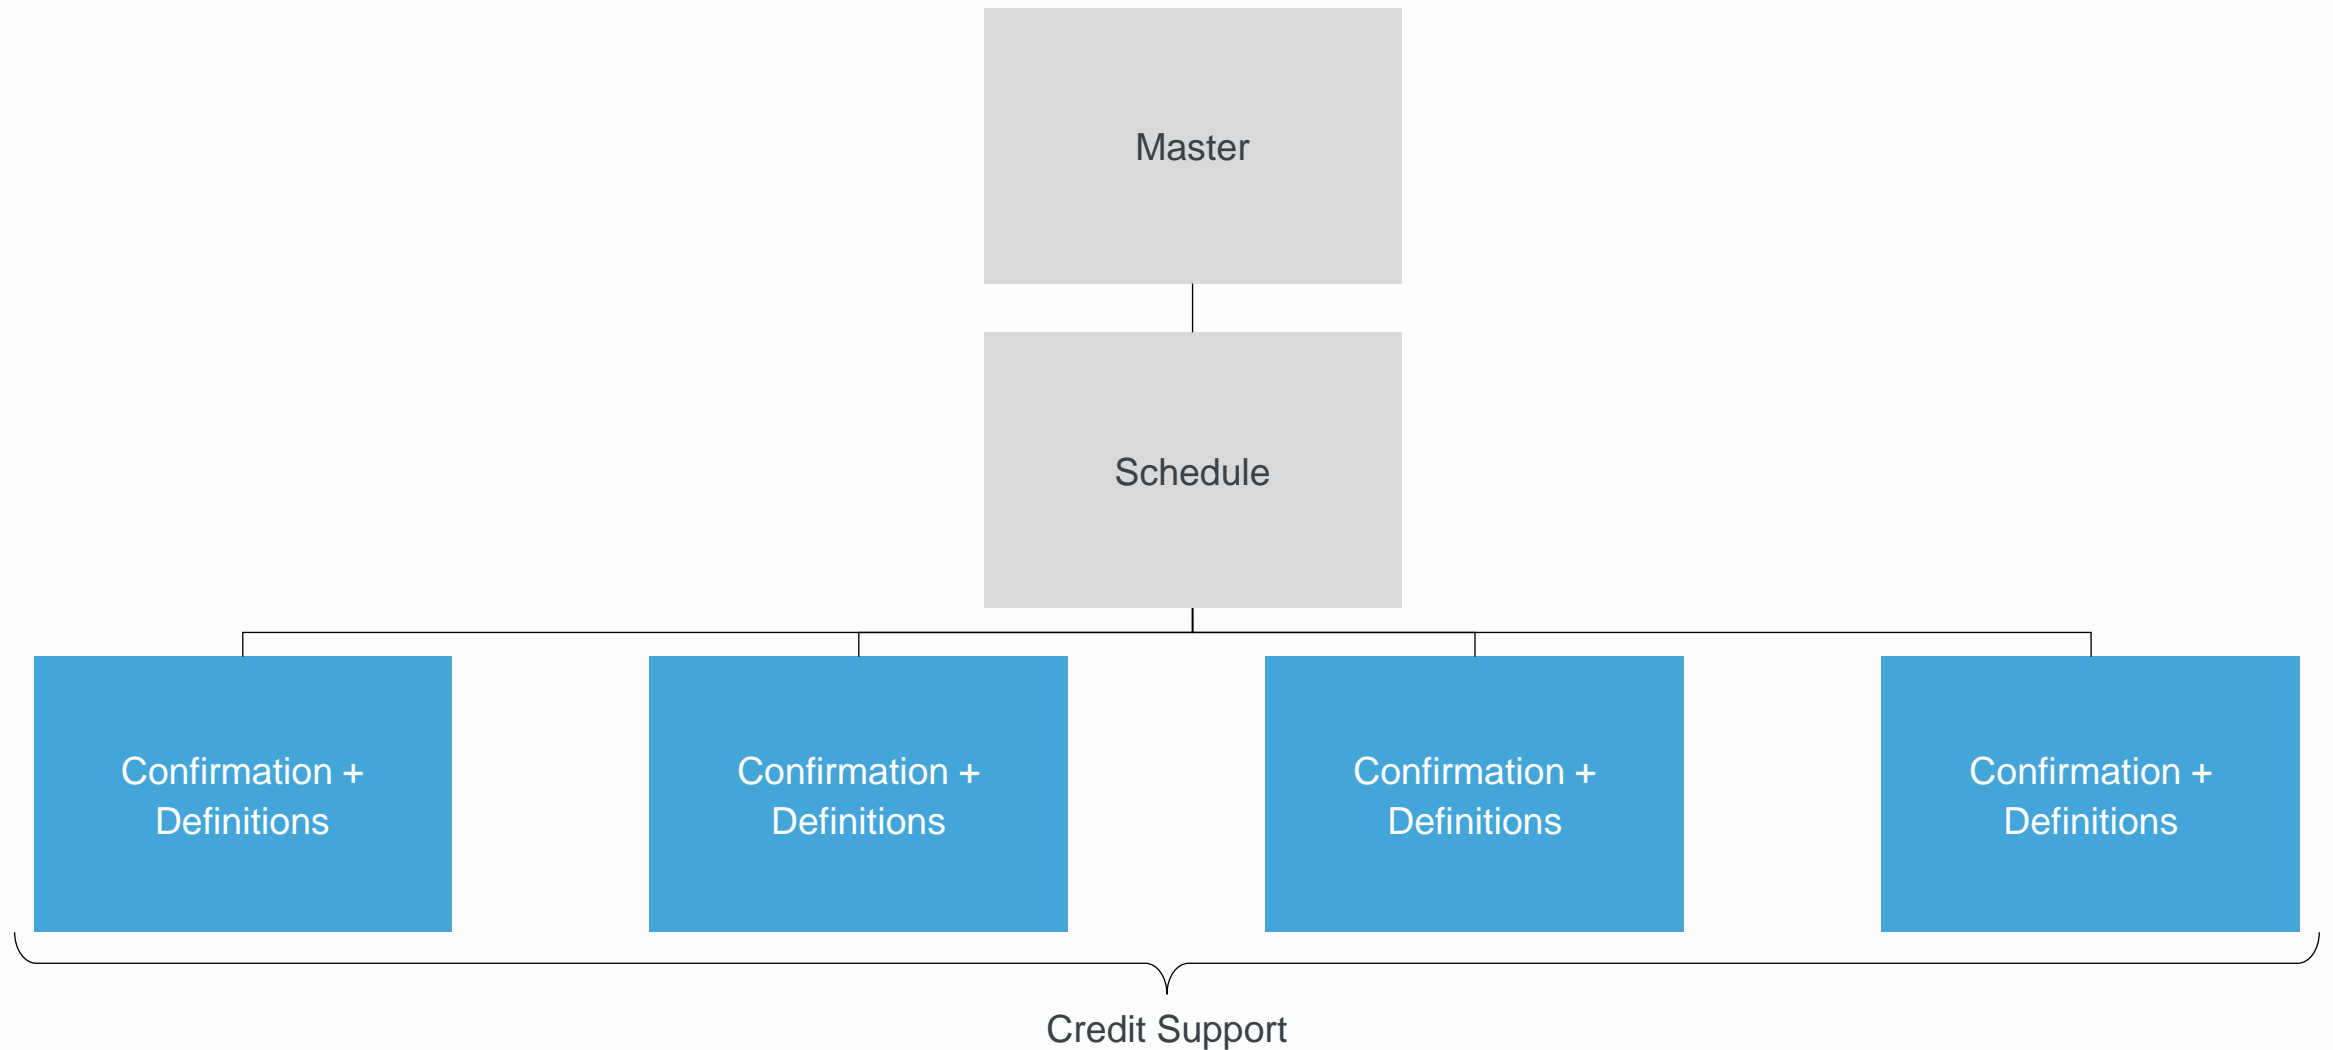 Master
Schedule
Confirmation +
Definitions
Confirmation +
Definitions
Confirmation +
Definitions
Confirmation +
Definitions
Credit Support